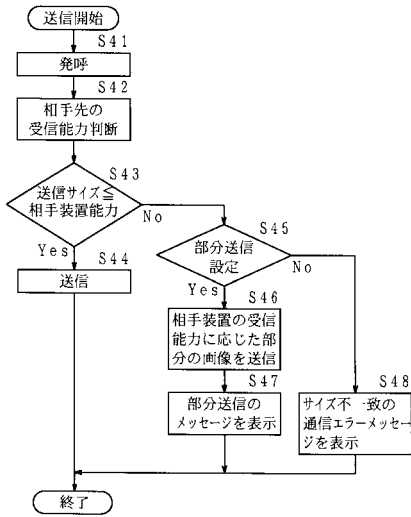 送信開始
S41
発呼
S42
相手先の
受信能力判断
S43
送信サイズ≦
相手装置能力
No
Yes
S44
送信
S45
部分送信
設定
No
Yes
S46
相手装置の受信
能力に応じた部
分の画像を送信
S47
部分送信の
メッセージを表示
S48
サイズ不一致の
通信エラーメッセー
ジを表示
終了